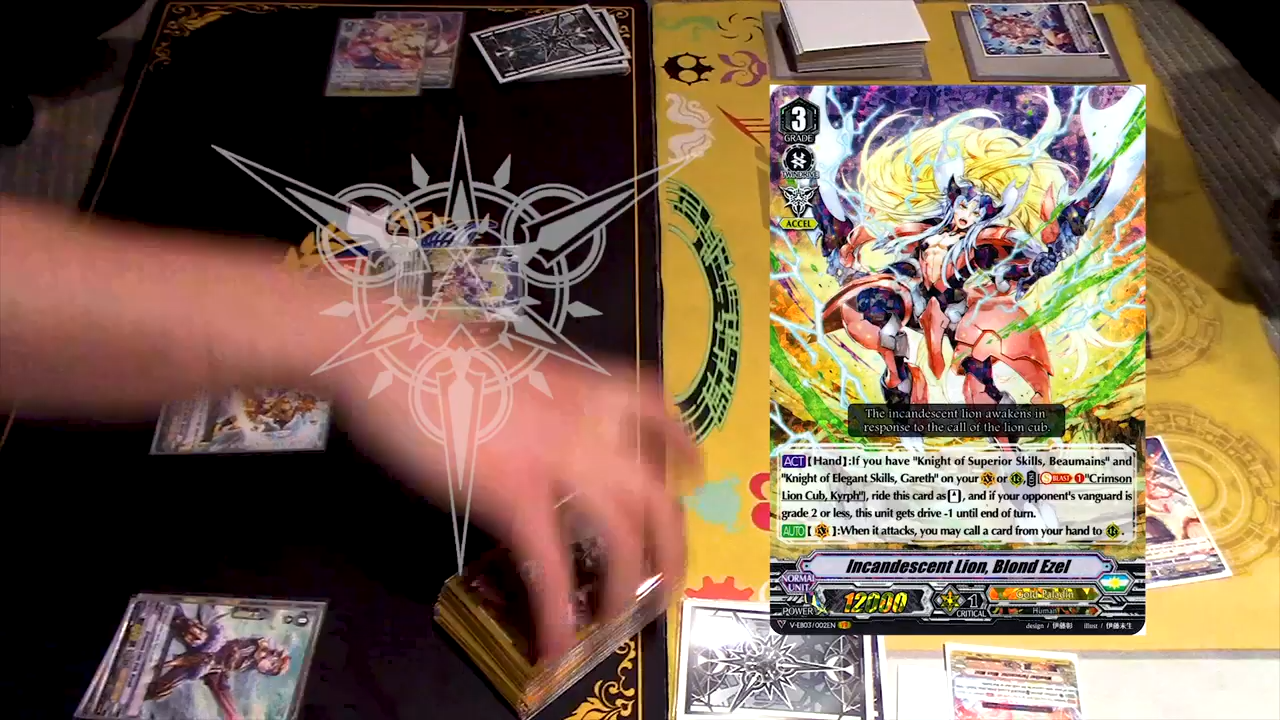 3
GRADE
TWIN DRIVE
ACCEL
The incandescent lion awakens in
response to the call of the lion cub.
ACT [Hand]:If you have "Knight of Superior Skills, Beaumains" and
"Knight of Elegant Skills, Gareth" on your or , [ BLAST 1 "Crimson
Lion Cub, Kyrph"], ride this card as , and if your opponent's vanguard is
grade 2 or less, this unit gets drive -1 until end of turn.
AUTO [ ]:When it attacks, you may call a card from your hand to .
Incandescent Lion, Blond Ezel
NORMAL
UNIT
POWER 12000 1 CRITICAL
Gold Paladin
Human
V-EB03/002EN design / 伊藤彰 illust / 伊藤未生